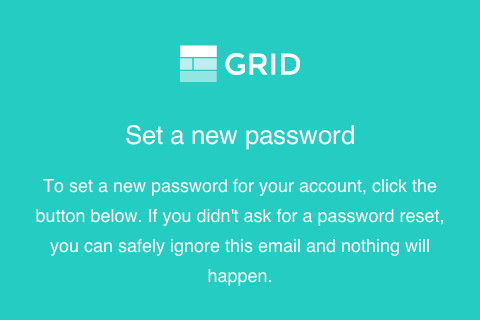 GRID
Set a new password
To set a new password for your account, click the
button below. If you didn't ask for a password reset,
you can safely ignore this email and nothing will
happen.